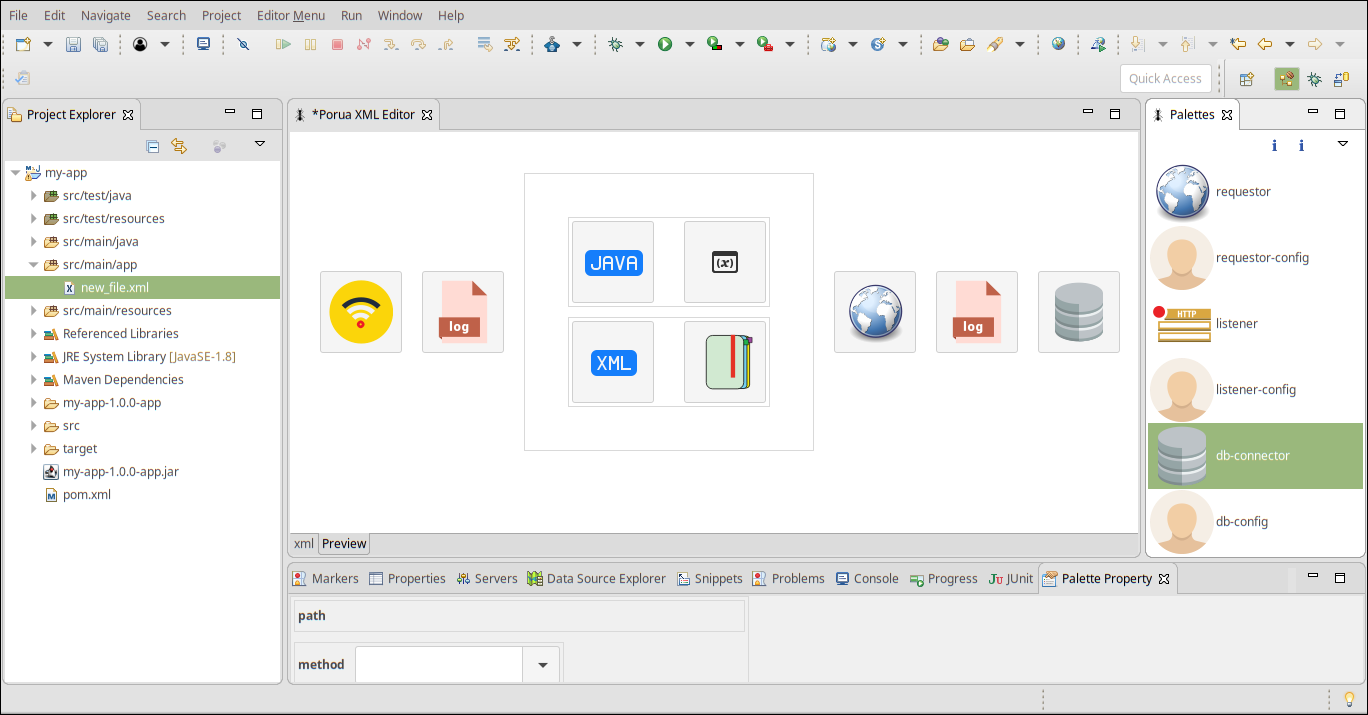 File Edit Navigate Search Project Editor Menu Run Window Help
Quick Access
Project Explorer
*Porua XML Editor
Palettes
my-app
src/test/java
src/test/resources
src/main/java
src/main/app
new_file.xml
src/main/resources
Referenced Libraries
JRE System Library [JavaSE-1.8]
Maven Dependencies
my-app-1.0.0-app
src
target
my-app-1.0.0-app.jar
pom.xml
JAVA
(x)
log
XML
log
xml Preview
requestor
requestor-config
HTTP
listener
listener-config
db-connector
db-config
Markers Properties Servers Data Source Explorer Snippets Problems Console Progress JU JUnit Palette Property
path
method